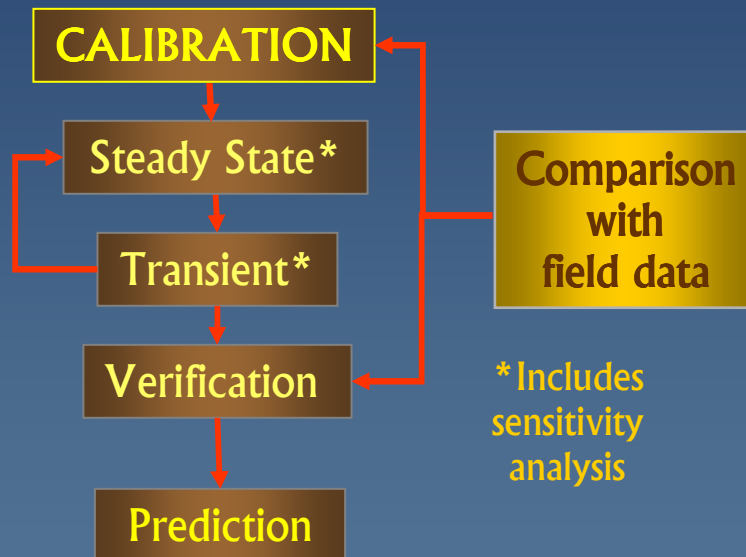 CALIBRATION
Steady State*
Transient*
Verification
Prediction
Comparison
with
field data
*Includes
sensitivity
analysis